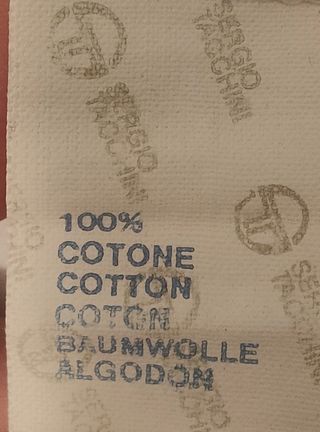 SERGIO
TACCHINI
SERGIO
TACCHINI
SERGIO
TACCHINI
100%
COTONE
COTTON
COTON
BAUMWOLLE
ALGODON